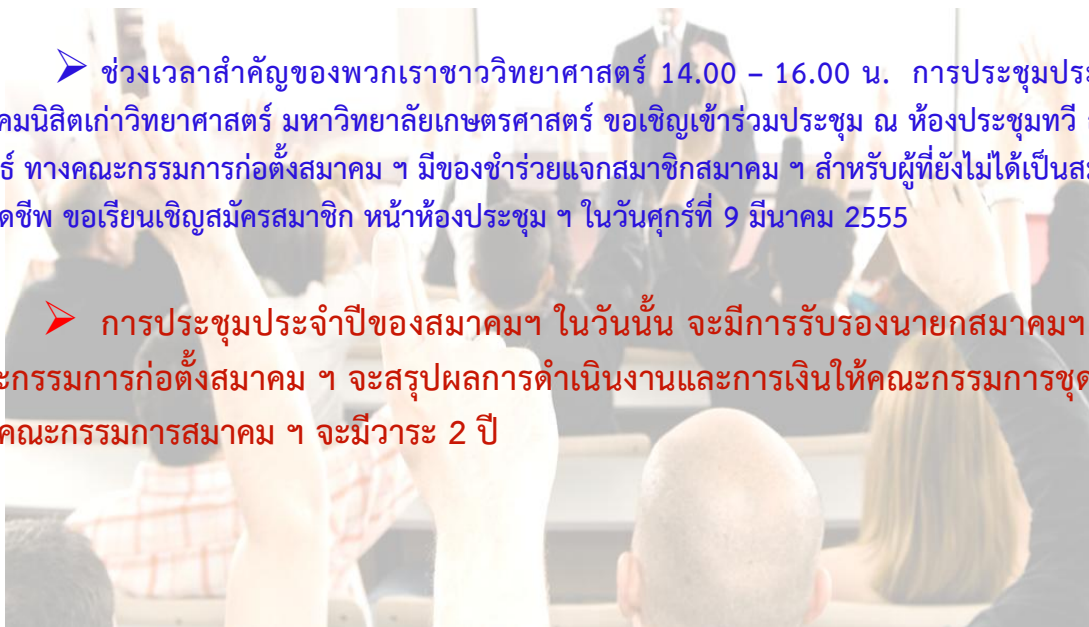 ➢ ช่วงเวลาสำคัญของพวกเราชาววิทยาศาสตร์ 14.00 – 16.00 น. การประชุมประ
คมนิสิตเก่าวิทยาศาสตร์ มหาวิทยาลัยเกษตรศาสตร์ ขอเชิญเข้าร่วมประชุม ณ ห้องประชุมทวี
ธ์ ทางคณะกรรมการก่อตั้งสมาคม ฯ มีของชำร่วยแจกสมาชิกสมาคม ฯ สำหรับผู้ที่ยังไม่ได้เป็นสม
ดชีพ ขอเรียนเชิญสมัครสมาชิก หน้าห้องประชุม ฯ ในวันศุกร์ที่ 9 มีนาคม 2555
➢ การประชุมประจำปีของสมาคมฯ ในวันนั้น จะมีการรับรองนายกสมาคมฯ
ะกรรมการก่อตั้งสมาคม ฯ จะสรุปผลการดำเนินงานและการเงินให้คณะกรรมการชุด
คณะกรรมการสมาคม ฯ จะมีวาระ 2 ปี